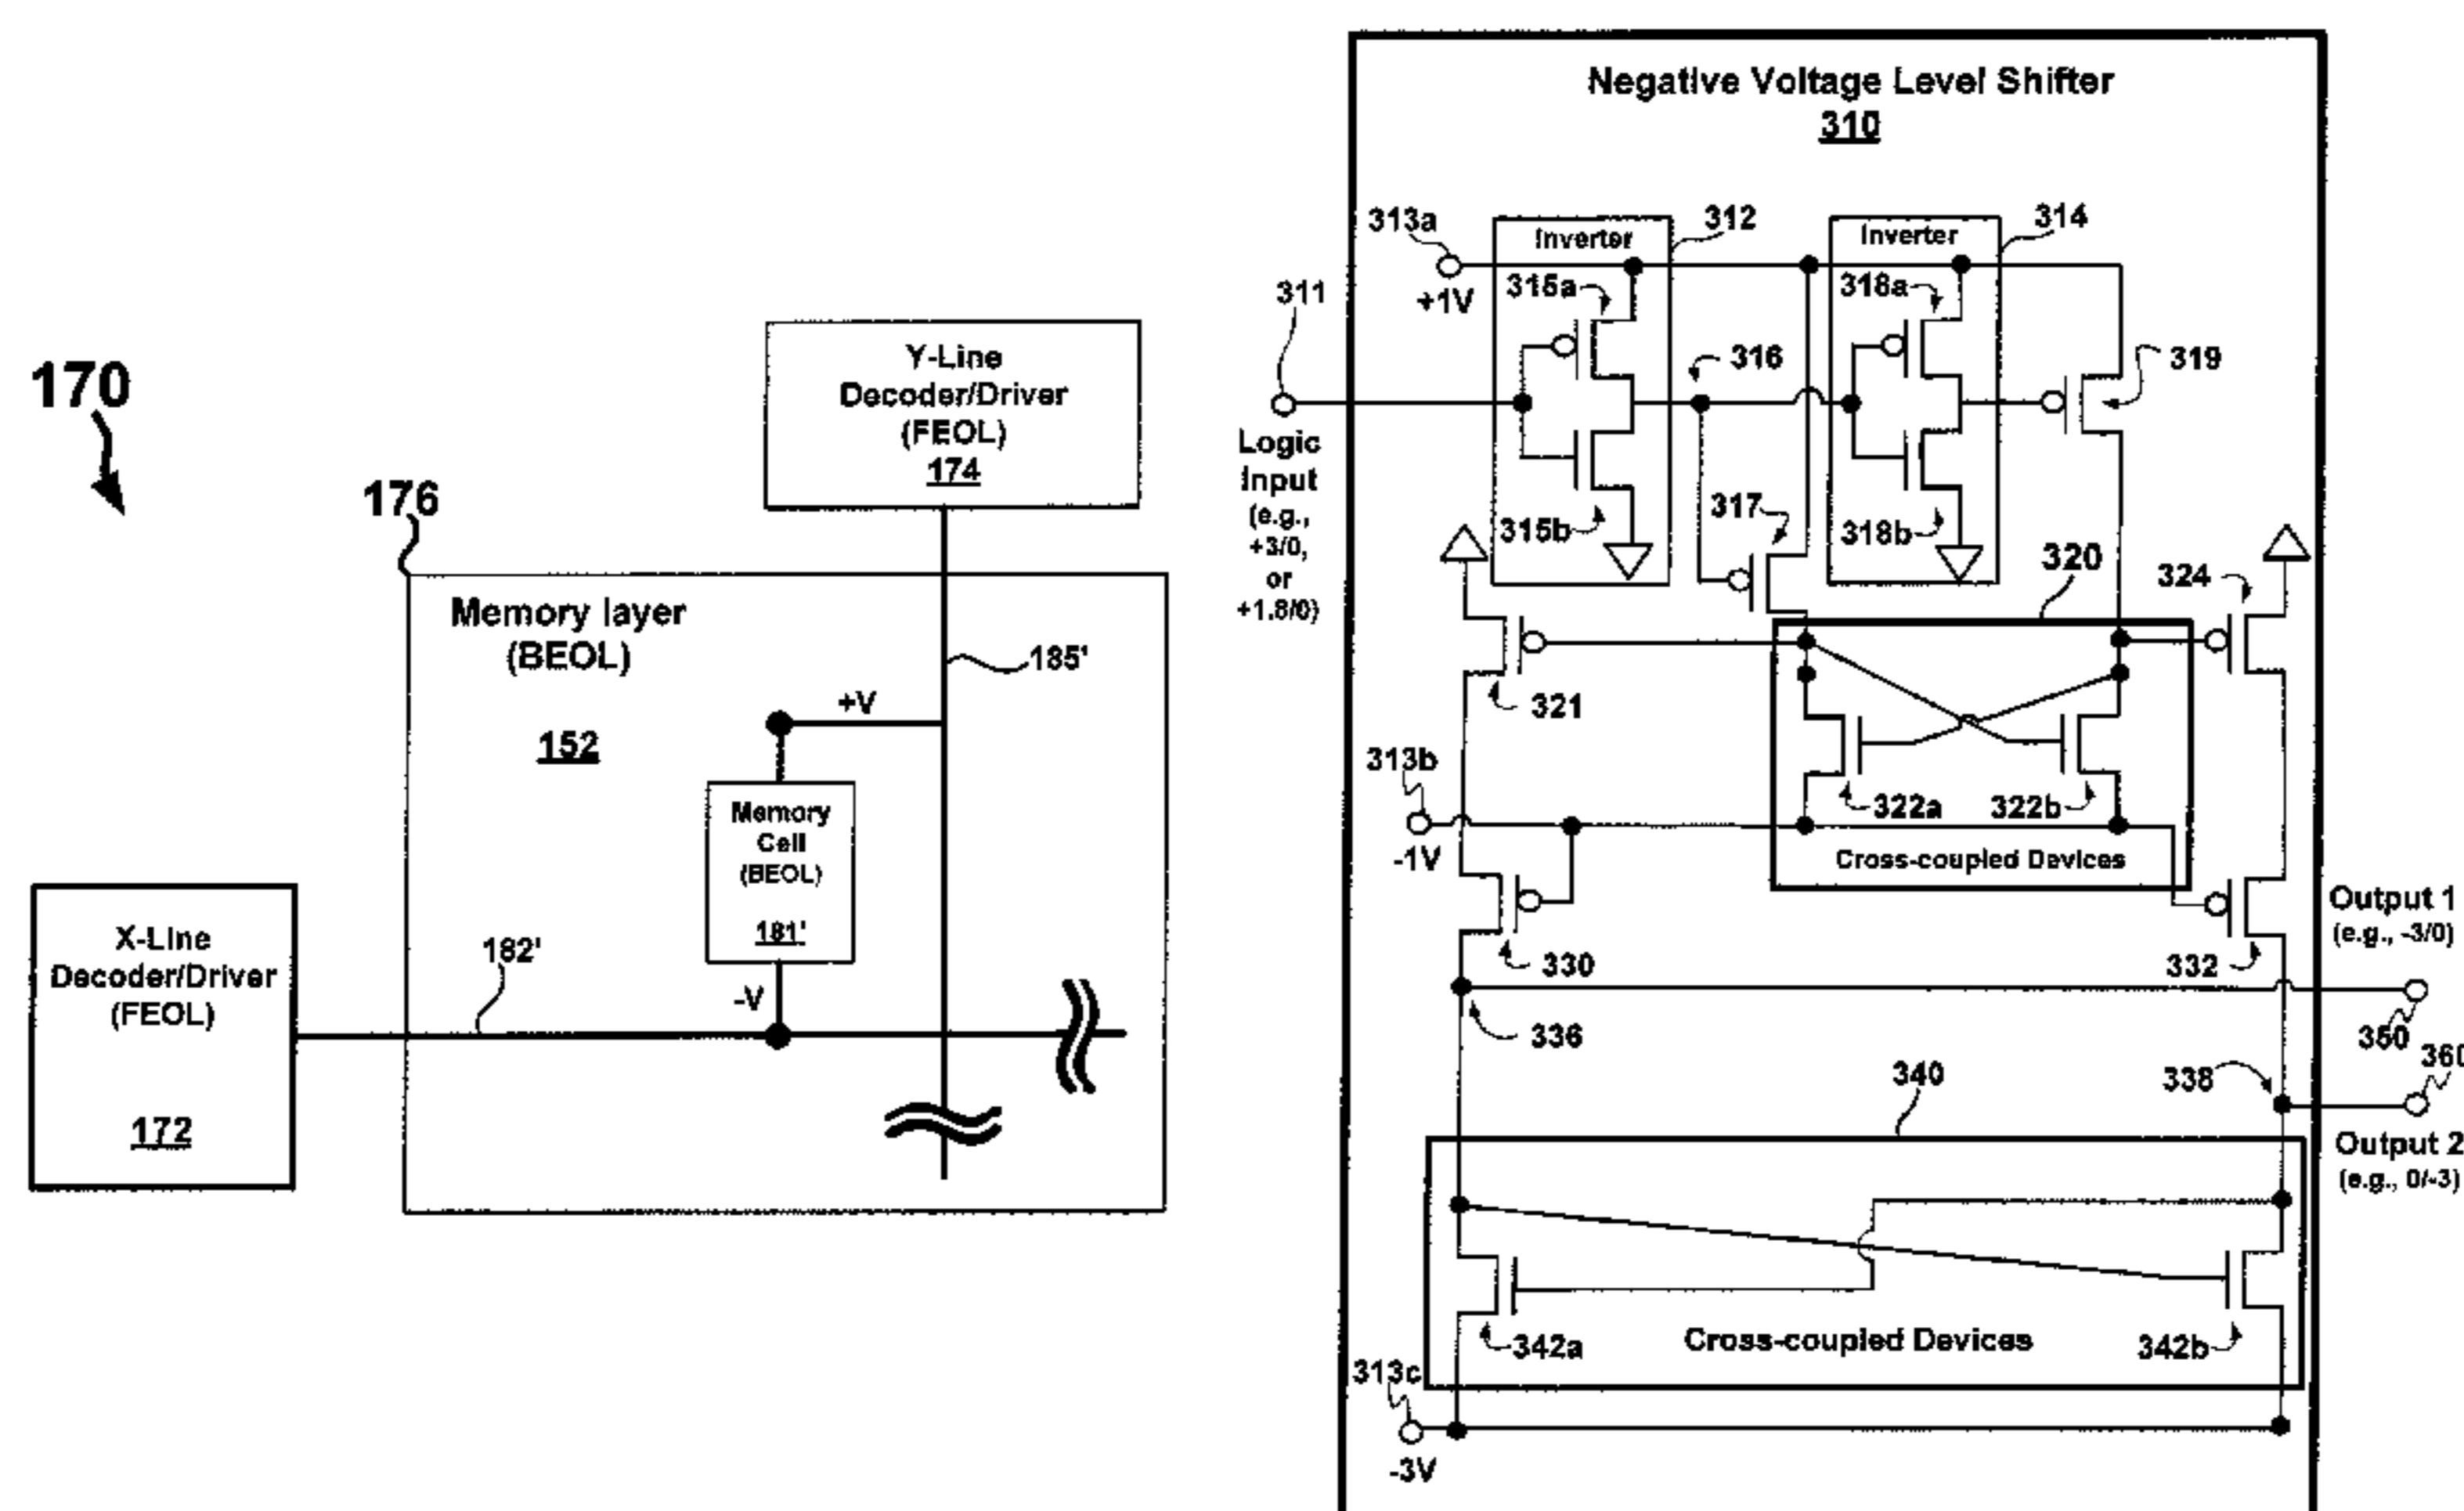 170
176
Y-Line
Decoder/Driver
(FEOL)
174
Memory layer
(BEOL)
152
185'
+V
Memory
Cell
(BEOL)
181'
-V
182'
X-Line
Decoder/Driver
(FEOL)
172
Negative Voltage Level Shifter
310
313a
+1V
Inverter
312
Inverter
314
315a
318a
311
Logic
Input
(e.g.,
+3/0,
or
+1.8/0)
316
319
317
315b
318b
320
324
321
322a
322b
313b
-1V
Cross-coupled Devices
330
332
Output 1
(e.g., -3/0)
336
350
360
338
340
Output 2
(e.g., 0/-3)
342a
Cross-coupled Devices
342b
313c
-3V